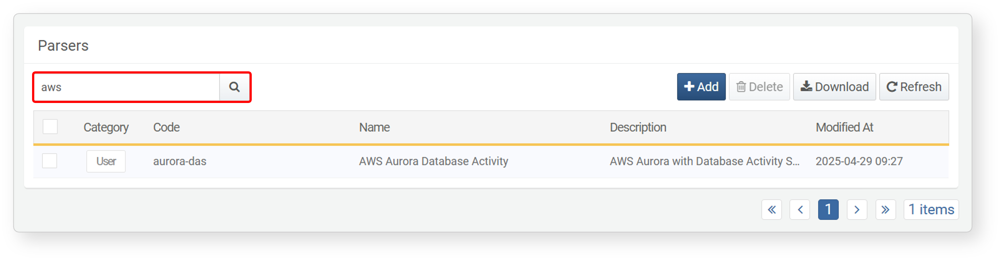 Parsers
aws
Add Delete Download Refresh
Category Code Name Description Modified At
User aurora-das AWS Aurora Database Activity AWS Aurora with Database Activity S... 2025-04-29 09:27
« < 1 > » 1 items